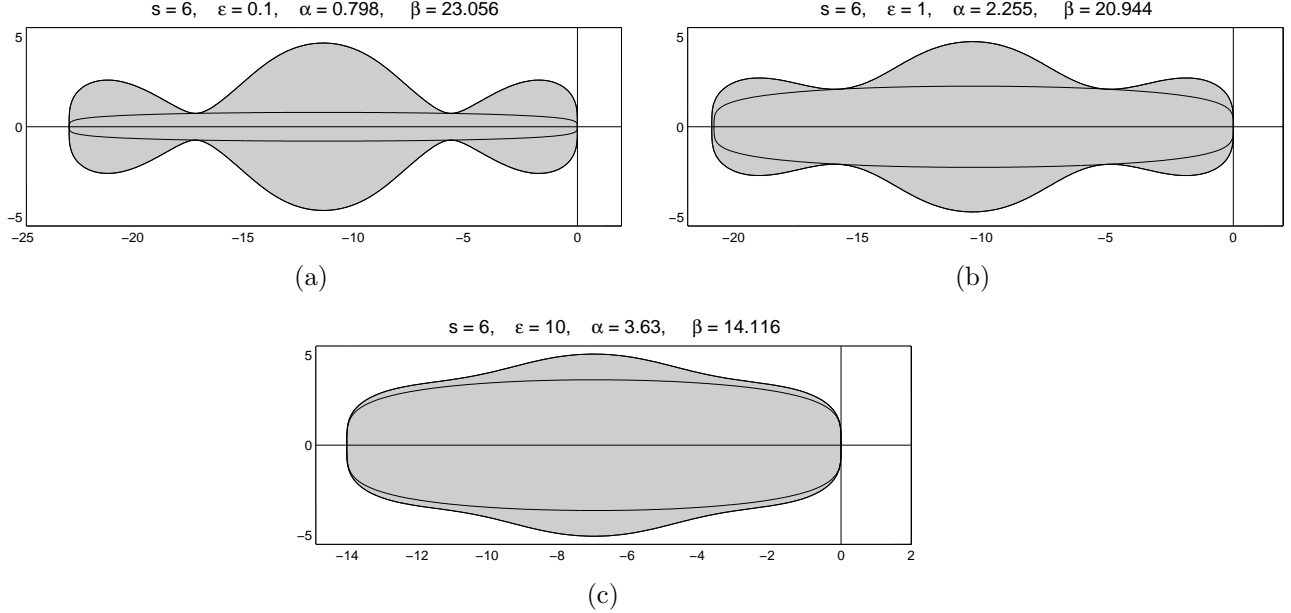 s = 6, ε = 0.1, α = 0.798, β = 23.056
5
0
−5
−25 −20 −15 −10 −5 0
(a)
s = 6, ε = 1, α = 2.255, β = 20.944
5
0
−5
−20 −15 −10 −5 0
(b)
s = 6, ε = 10, α = 3.63, β = 14.116
5
0
−5
−14 −12 −10 −8 −6 −4 −2 0 2
(c)